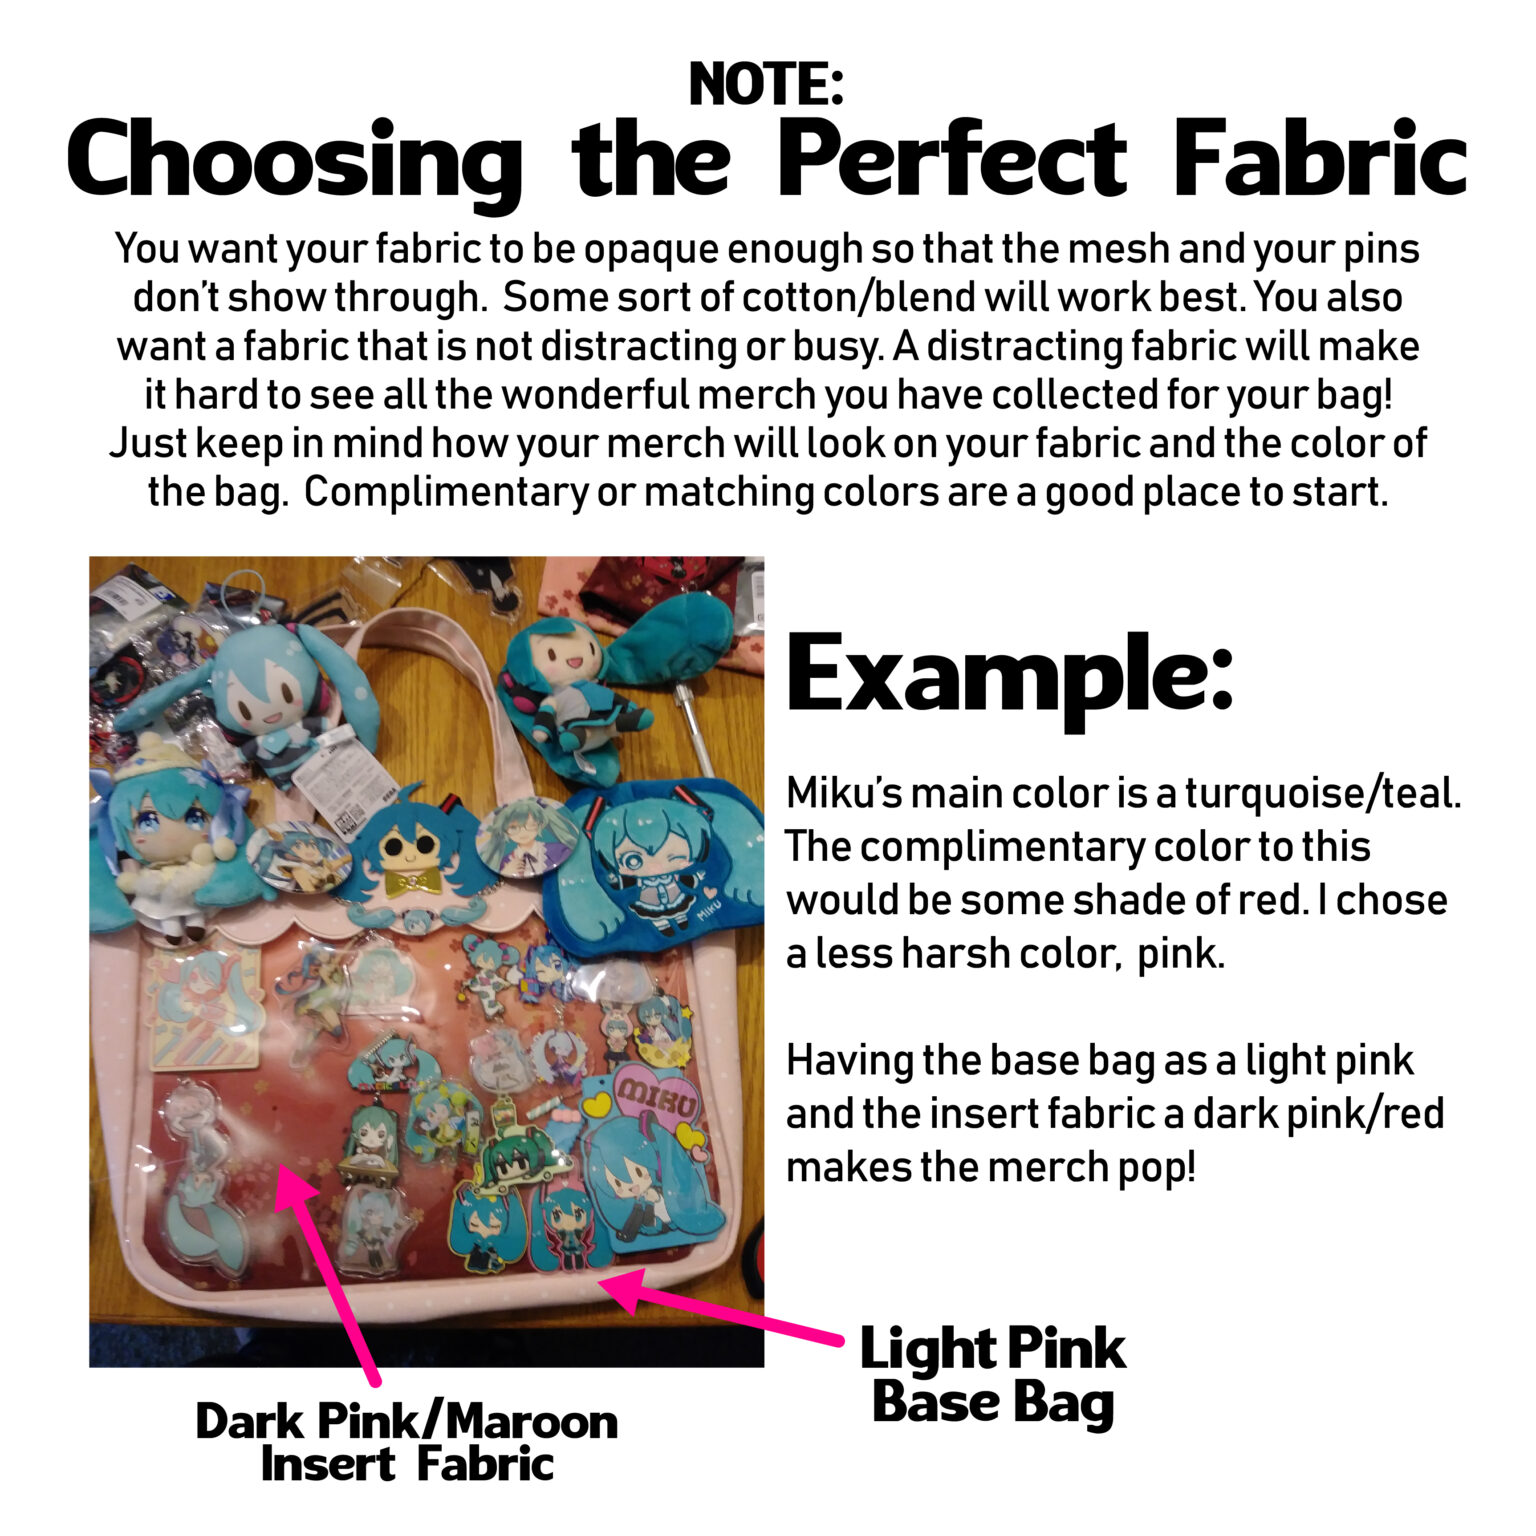 NOTE:
Choosing the Perfect Fabric
You want your fabric to be opaque enough so that the mesh and your pins
don't show through. Some sort of cotton/blend will work best. You also
want a fabric that is not distracting or busy. A distracting fabric will make
it hard to see all the wonderful merch you have collected for your bag!
Just keep in mind how your merch will look on your fabric and the color of
the bag. Complimentary or matching colors are a good place to start.
Example:
Miku's main color is a turquoise/teal.
The complimentary color to this
would be some shade of red. I chose
a less harsh color, pink.
Having the base bag as a light pink
and the insert fabric a dark pink/red
makes the merch pop!
MIKU
MIKU
Light Pink
Base Bag
Dark Pink/Maroon
Insert Fabric